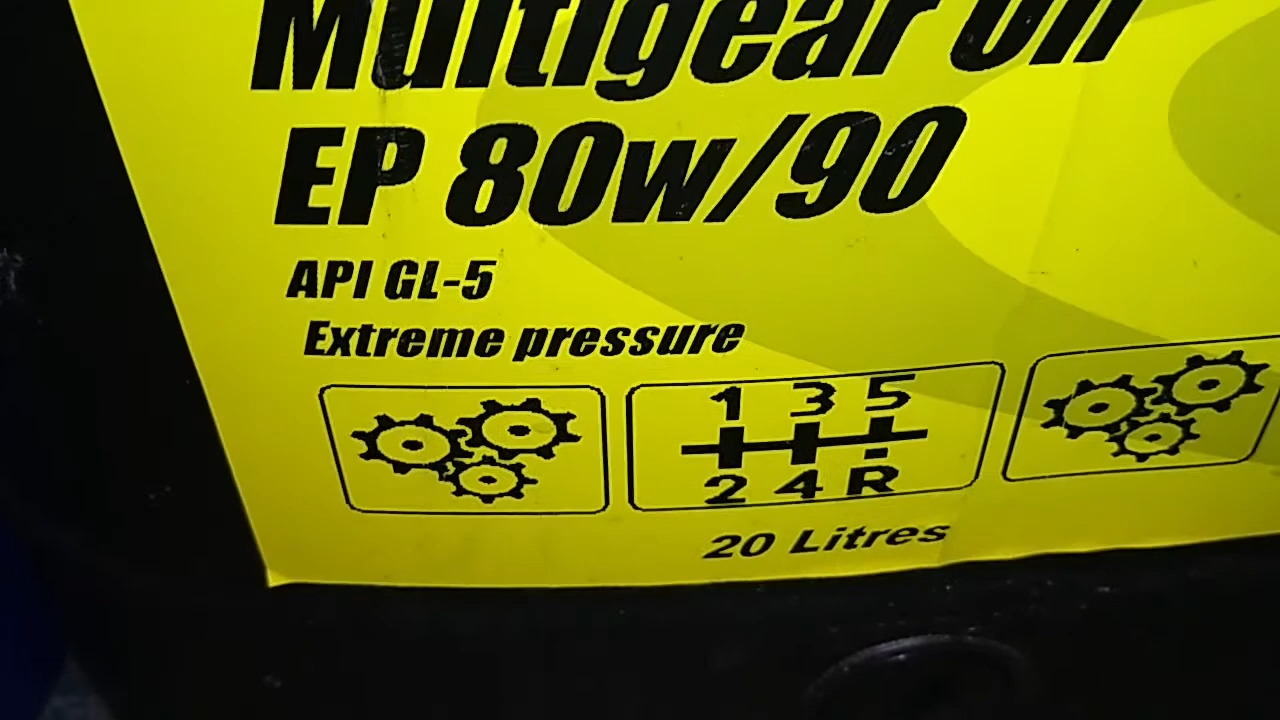 Multigear Oil
EP 80w/90
API GL-5
Extreme pressure
1 3 5
2 4 R
20 Litres